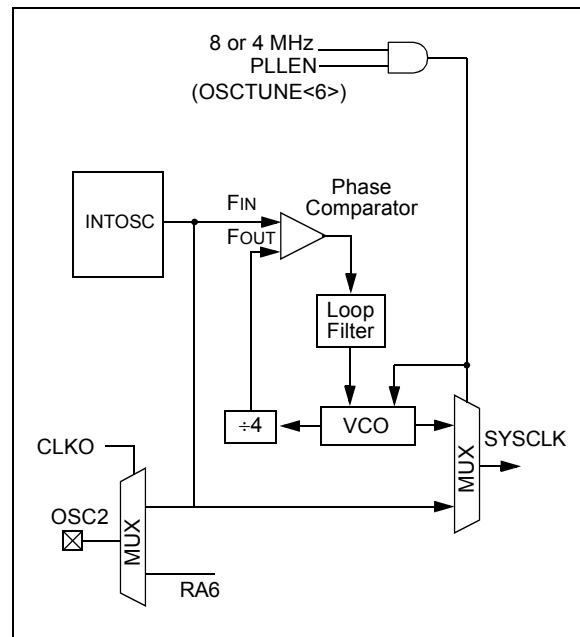 8 or 4 MHz
PLLEN
(OSCTUNE<6>)
Phase
Comparator
INTOSC
FIN
FOUT
Loop
Filter
÷4
VCO
MUX
SYSCLK
CLKO
OSC2
MUX
RA6